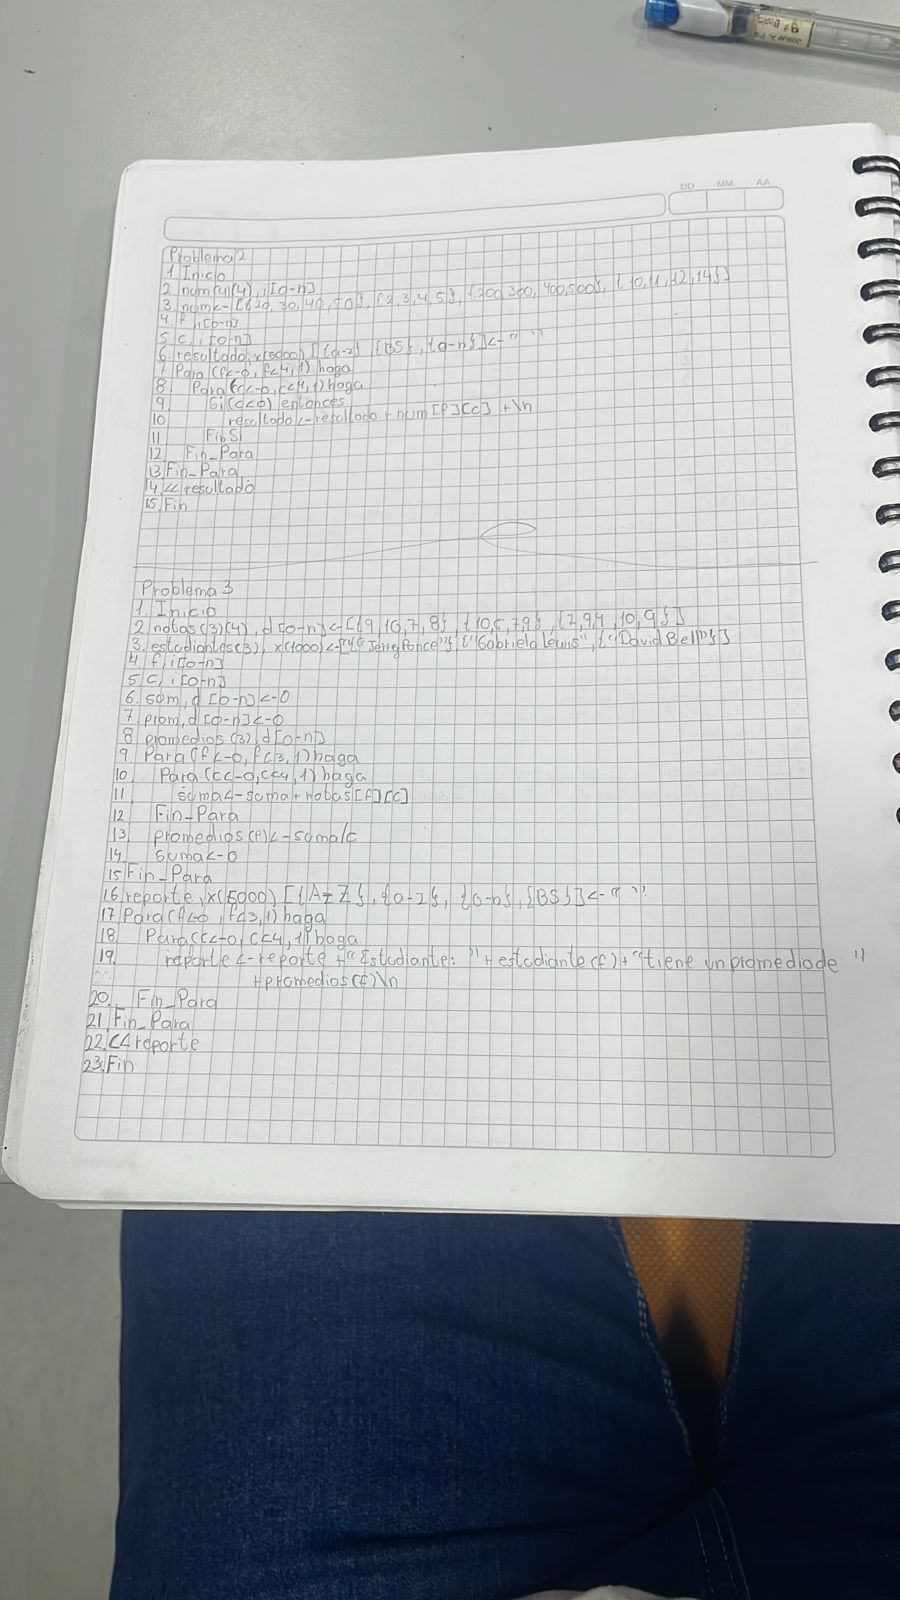 DD MM AA
Problema 2
1 Inicio
2 num(4)(4), i[0-n]
3 num<-[{20, 30, 40, 50}, {2, 3, 4, 5}, {200, 300, 400, 500}, {10, 11, 12, 14}]
4. f, i[0-n]
5 c, i[0-n]
6. resultado, x(5000) [{a-z}, {BS}, {0-n}]<-" "
7 Para (f<-0, f<4, 1) haga
8 Para (c<-0, c<4, 1) haga
9 Si (c<f) entonces
10 resultado<-resultado + num[f][c] + \n
11 FinSi
12 Fin_Para
13 Fin_Para
14 << resultado
15. Fin
Problema 3
1. Inicio
2 notas(3)(4), d[0-n]<-[{9, 10, 7, 8}, {10, 5, 7, 9}, {7, 9,4, 10, 9}]
3. estudiantes(3), x(1000)<-[{"Jerre Ponce"}, {"Gabriela Lewis", {"David Bell"}]
4. f, i[0-n]
5 C, i[0-n]
6. sum, d [0-n]<-0
7. prom, d [0-n]<-0
8 promedios (3), d[0-n]
9. Para (f<-0, f<3, 1) haga
10. Para (c<-0, c<4, 1) haga
11 suma<-suma+notas[f][c]
12 Fin-Para
13. promedios(f)<-suma/c
14. suma<-0
15 Fin_Para
16. reporte, x(5000) [{A-Z}, {a-z}, {0-n}, {BS}]<-" "
17 Para (f<-0, f<3, 1) haga
18. Para (c<-0, c<4, 1) haga
19. reporte<-reporte + "Estudiante: " + estudiante(f) + "tiene un promedio de "
+promedios(f)\n
20. Fin_Para
21. Fin_Para
22. << reporte
23. Fin